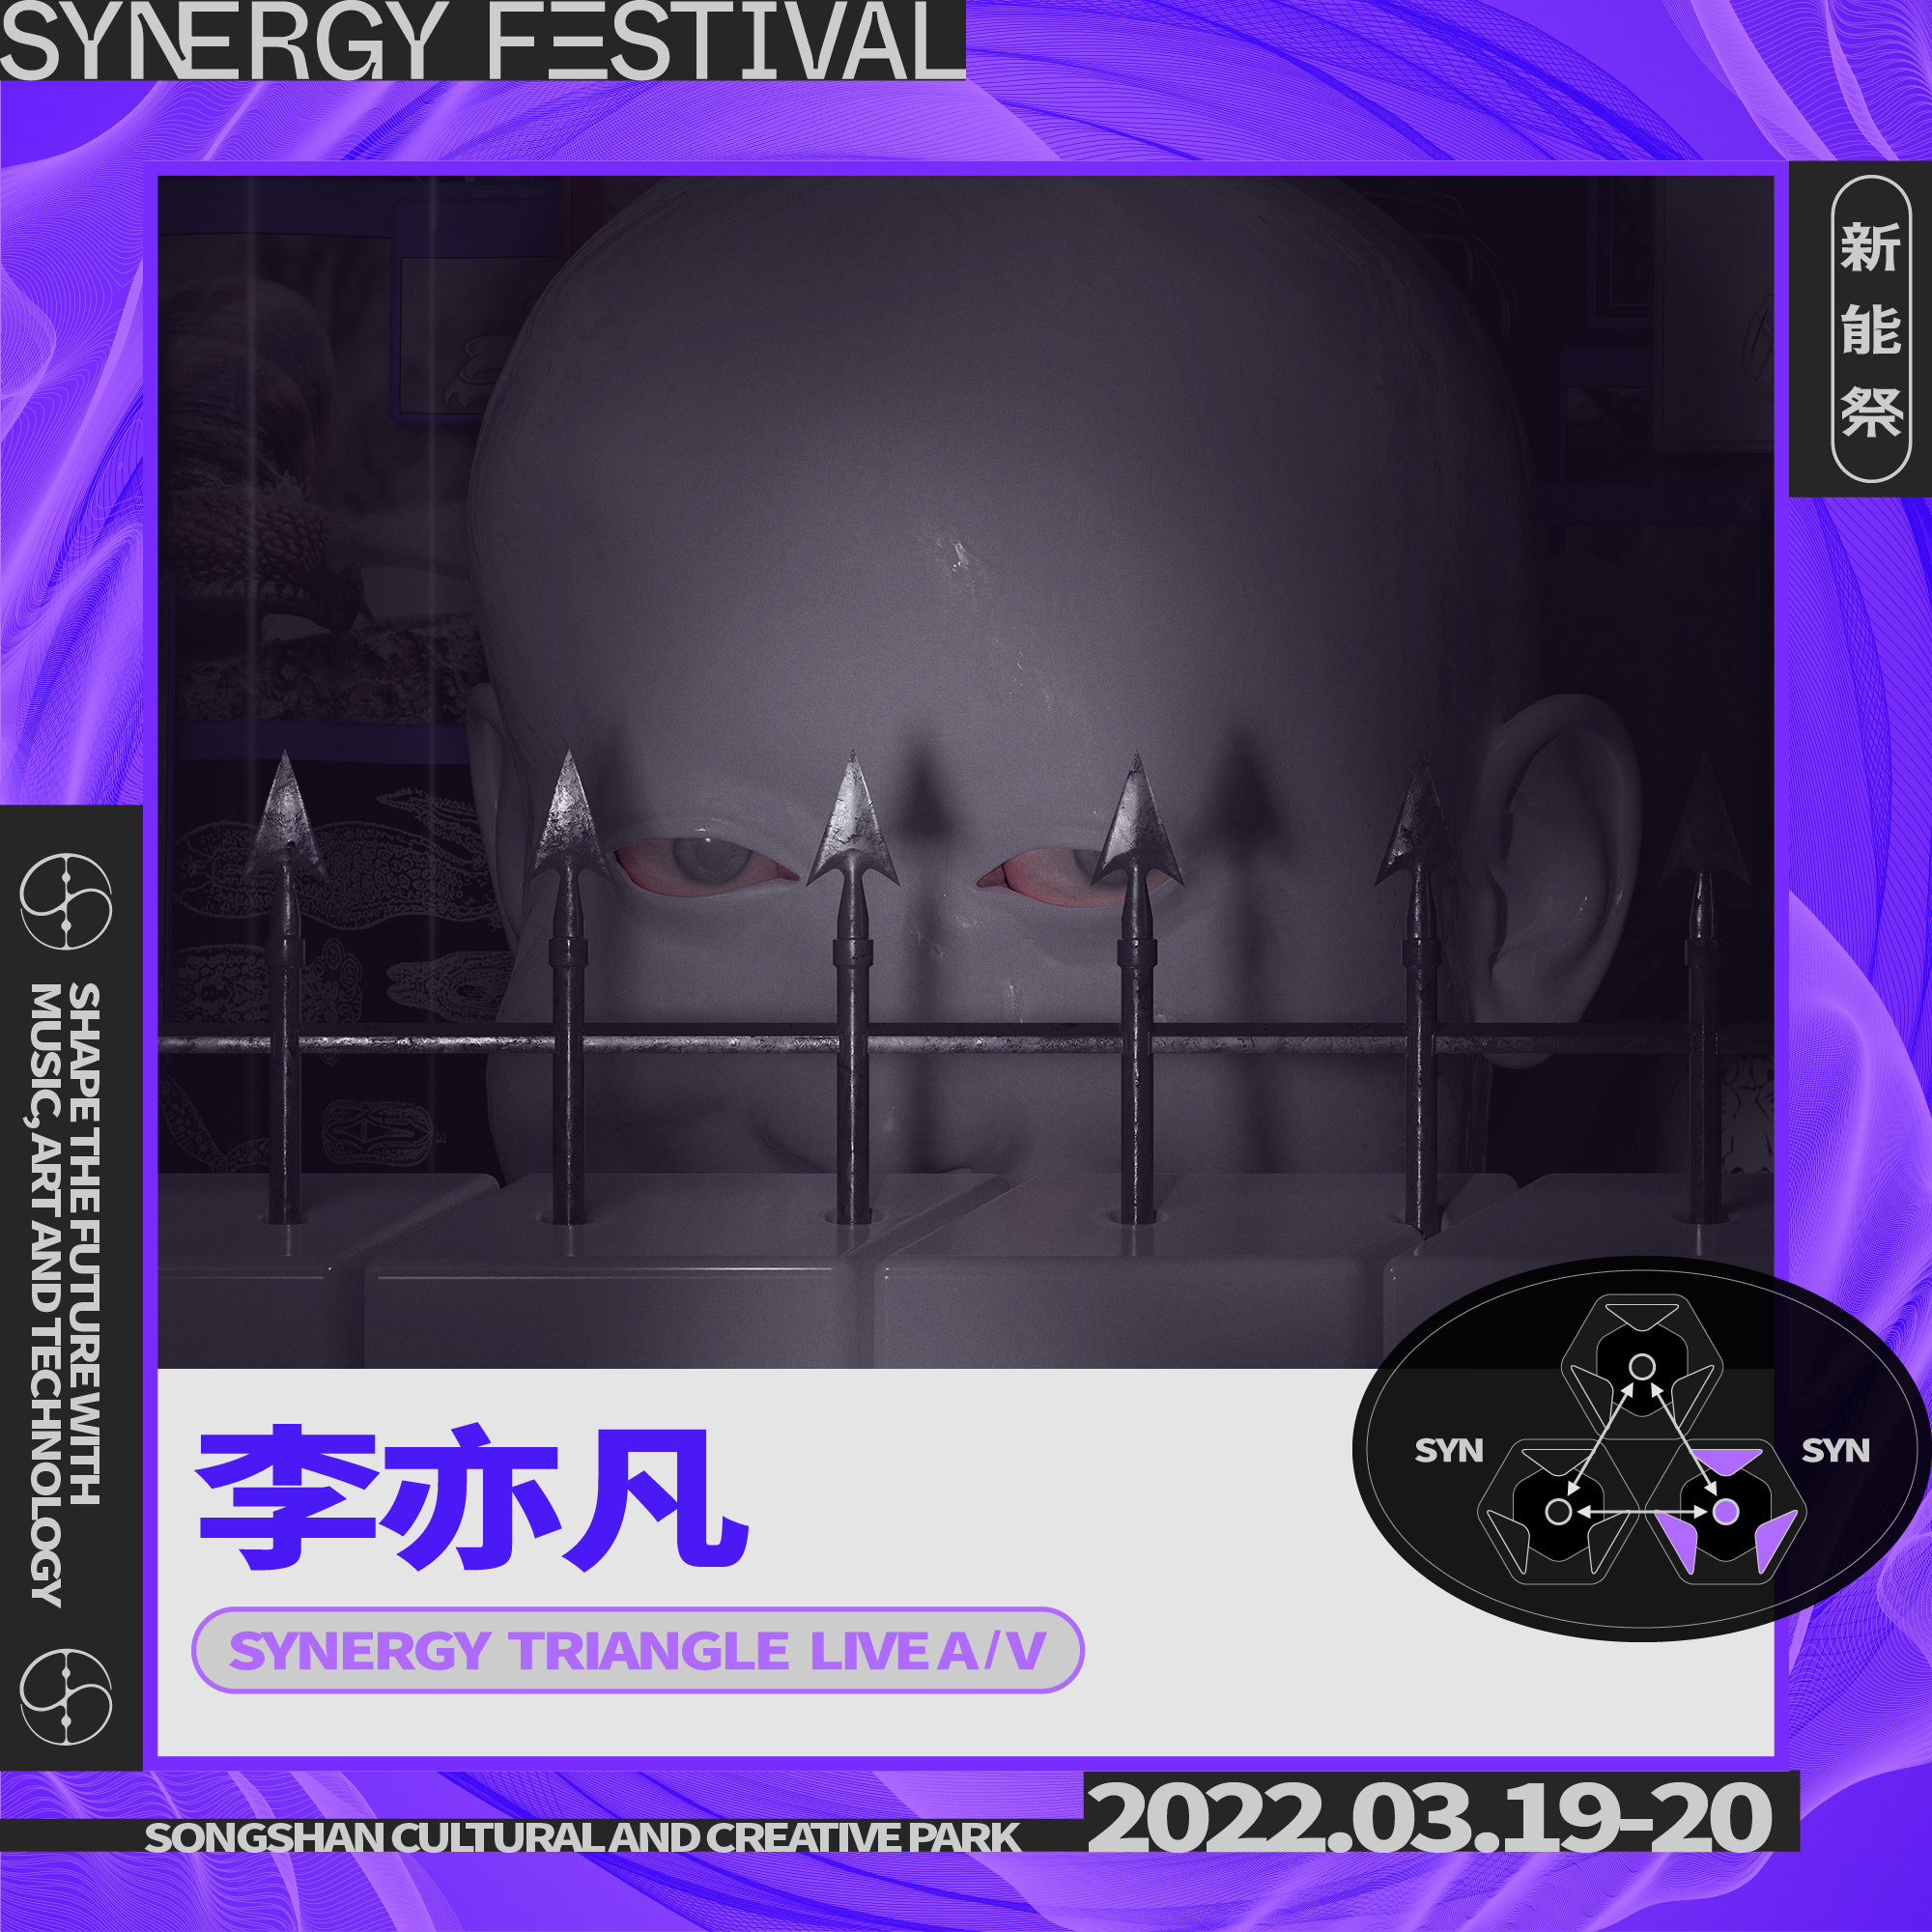 SYNERGY FESTIVAL
新能祭
SHAPE THE FUTURE WITH
MUSIC, ART AND TECHNOLOGY
李亦凡
SYNERGY TRIANGLE LIVE A/V
SYN
SYN
SONGSHAN CULTURAL AND CREATIVE PARK
2022.03.19-20